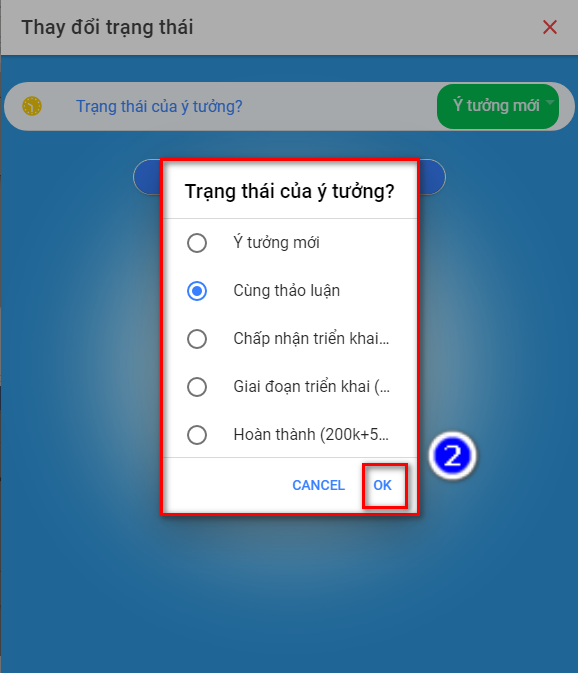 Thay đổi trạng thái
Trạng thái của ý tưởng?
Ý tưởng mới
Trạng thái của ý tưởng?
Ý tưởng mới
Cùng thảo luận
Chấp nhận triển khai...
Giai đoạn triển khai (...
Hoàn thành (200k+5...
2
CANCEL OK